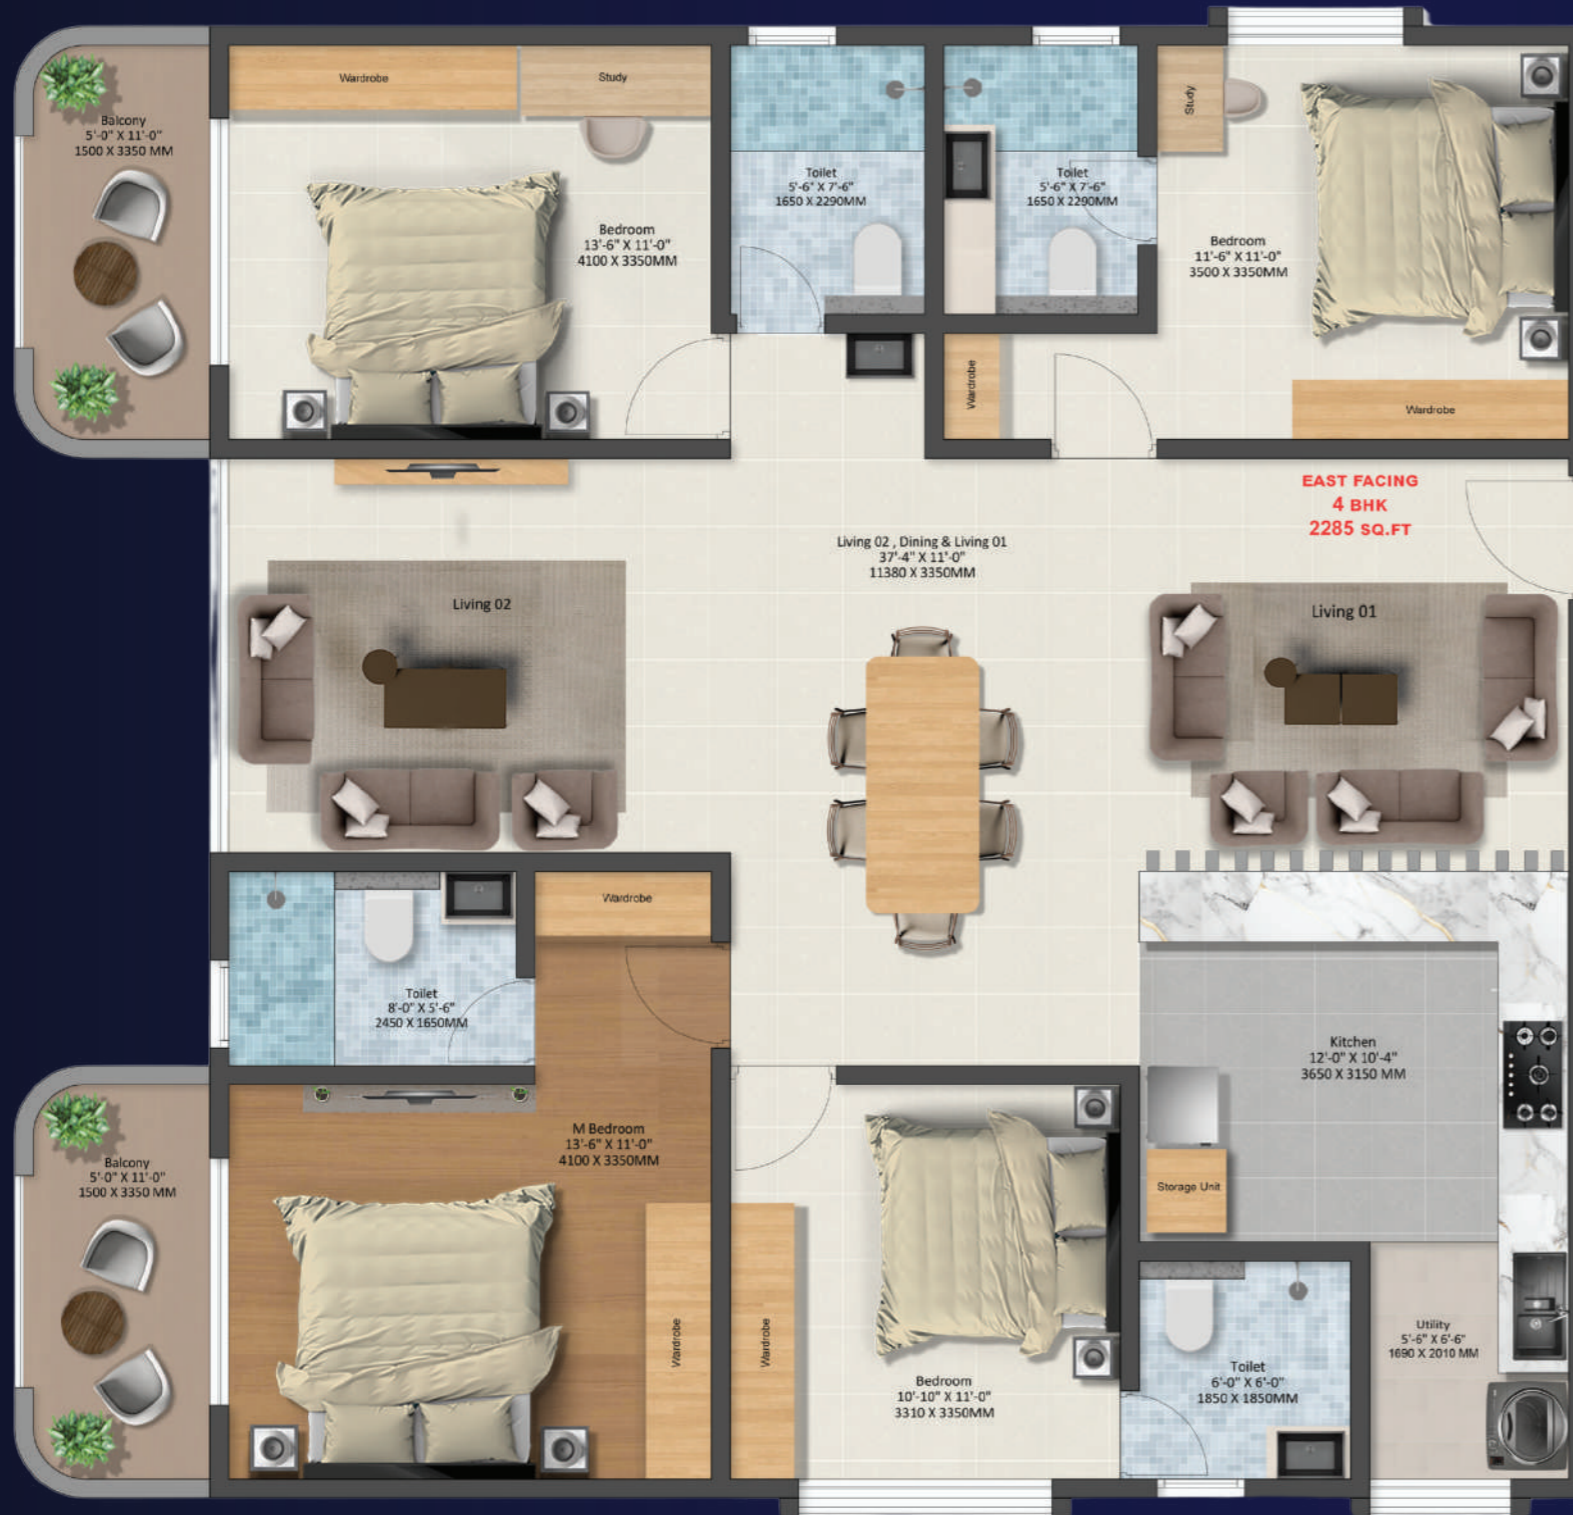 Wardrobe
Study
Balcony
5'-0" X 11'-0"
1500 X 3350 MM
Bedroom
13'-6" X 11'-0"
4100 X 3350MM
Toilet
5'-6" X 7'-6"
1650 X 2290MM
Toilet
5'-6" X 7'-6"
1650 X 2290MM
Study
Bedroom
11'-6" X 11'-0"
3500 X 3350MM
Wardrobe
Wardrobe
EAST FACING
4 BHK
2285 SQ.FT
Living 02 , Dining & Living 01
37'-4" X 11'-0"
11380 X 3350MM
Living 02
Living 01
Wardrobe
Toilet
8'-0" X 5'-6"
2450 X 1650MM
Kitchen
12'-0" X 10'-4"
3650 X 3150 MM
M Bedroom
13'-6" X 11'-0"
4100 X 3350MM
Balcony
5'-0" X 11'-0"
1500 X 3350 MM
Storage Unit
Wardrobe
Wardrobe
Bedroom
10'-10" X 11'-0"
3310 X 3350MM
Toilet
6'-0" X 6'-0"
1850 X 1850MM
Utility
5'-6" X 6'-6"
1690 X 2010 MM